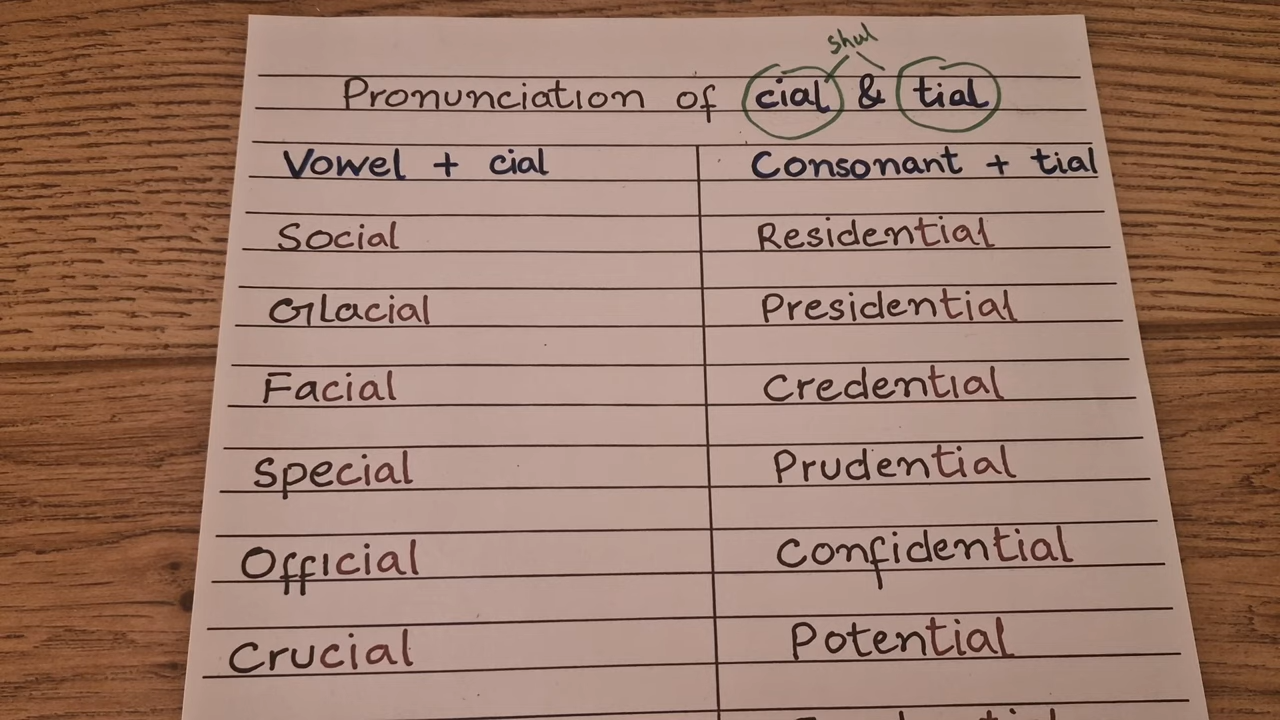 shul
Pronunciation of cial & tial
Vowel + cial
Consonant + tial
Social
Residential
Glacial
Presidential
Facial
Credential
Special
Prudential
Official
Confidential
Crucial
Potential